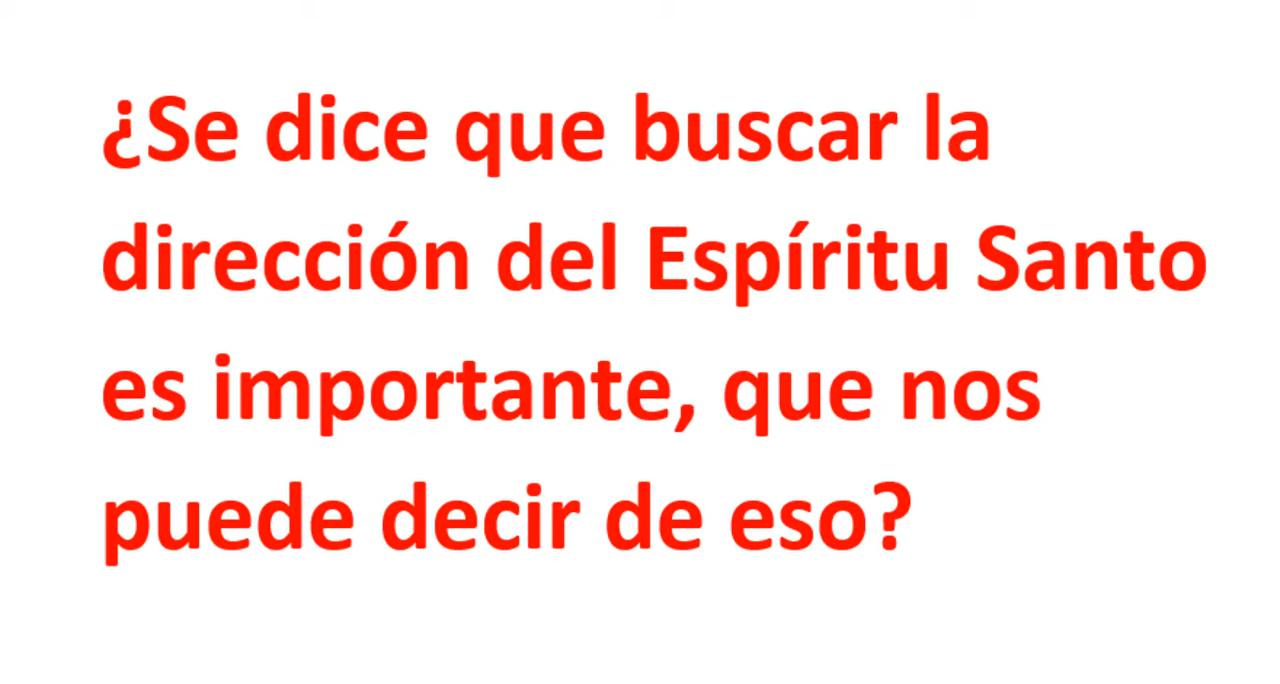 ¿Se dice que buscar la
dirección del Espíritu Santo
es importante, que nos
puede decir de eso?